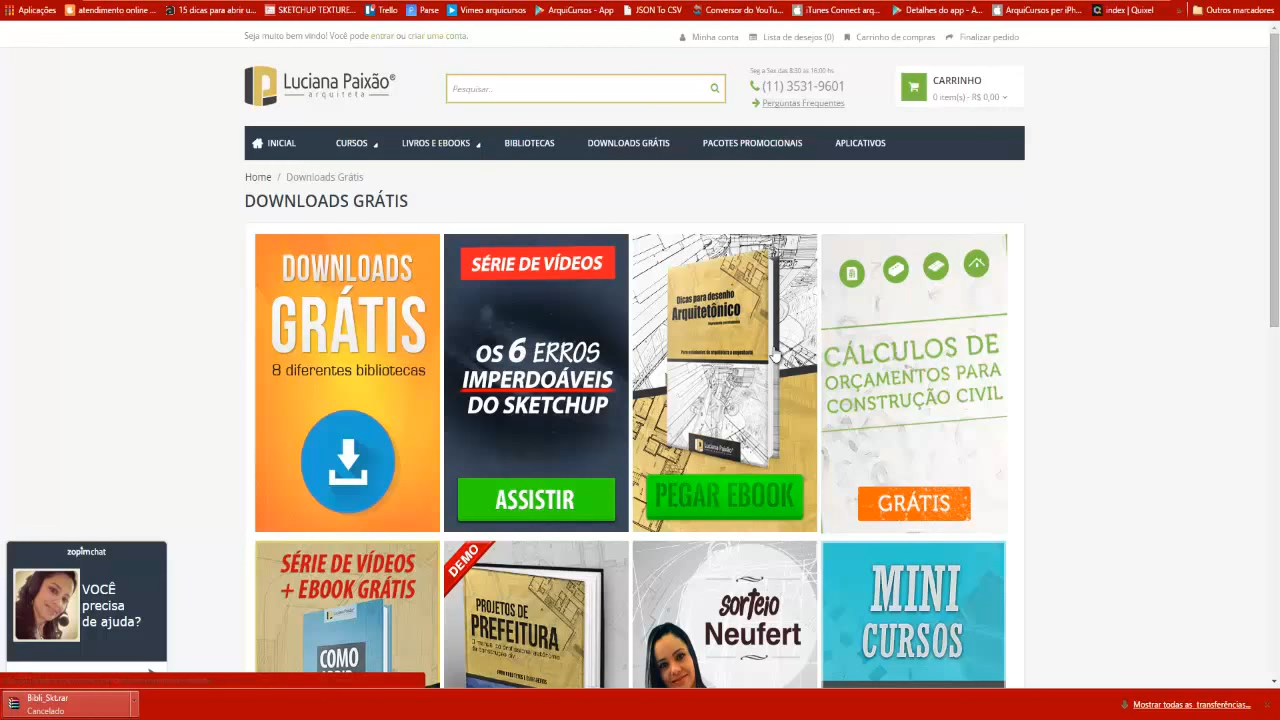 Aplicações
atendimento online ...
15 dicas para abrir u...
SKETCHUP TEXTURE...
Trello
Parse
Vimeo arquicursos
ArquiCursos – App
JSON To CSV
Conversor do YouTu...
iTunes Connect arq...
Detalhes do app - A...
ArquiCursos per iPh...
index | Quixel
Outros marcadores
Seja muito bem vindo! Você pode entrar ou criar uma conta.
Minha conta
Lista de desejos (0)
Carrinho de compras
Finalizar pedido
Luciana Paixão®
arquiteta
Pesquisar..
Seg a Sex das 8:30 as 16:00 hs
(11) 3531-9601
Perguntas Frequentes
CARRINHO
0 item(s) - R$ 0,00
INICIAL
CURSOS
LIVROS E EBOOKS
BIBLIOTECAS
DOWNLOADS GRÁTIS
PACOTES PROMOCIONAIS
APLICATIVOS
Home / Downloads Grátis
DOWNLOADS GRÁTIS
DOWNLOADS
GRÁTIS
8 diferentes bibliotecas
SÉRIE DE VÍDEOS
OS 6 ERROS
IMPERDOÁVEIS
DO SKETCHUP
ASSISTIR
Dicas para desenho
Arquitetônico
Luciana Paixão
PEGAR EBOOK
CÁLCULOS DE
ORÇAMENTOS PARA
CONSTRUÇÃO CIVIL
GRÁTIS
SÉRIE DE VÍDEOS
+ EBOOK GRÁTIS
COMO
DEMO
PROJETOS DE
PREFEITURA
sorteio
Neufert
MINI
CURSOS
zopimchat
VOCÊ
precisa
de ajuda?
Bibli_Skt.rar
Cancelado
Mostrar todas as transferências...